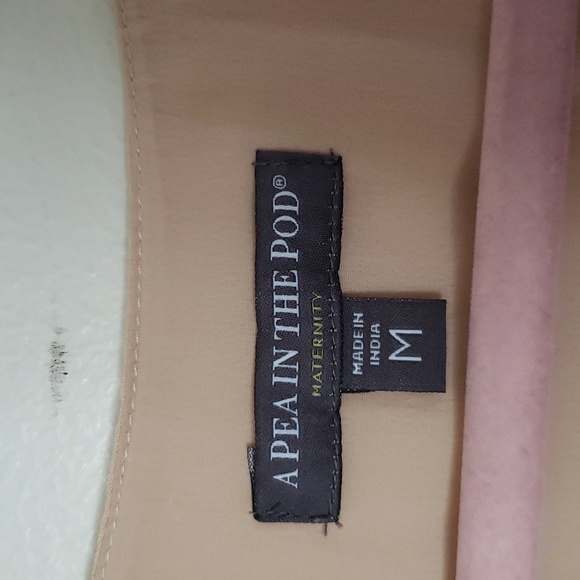 A PEA IN THE POD®
MATERNITY
MADE IN
INDIA
M